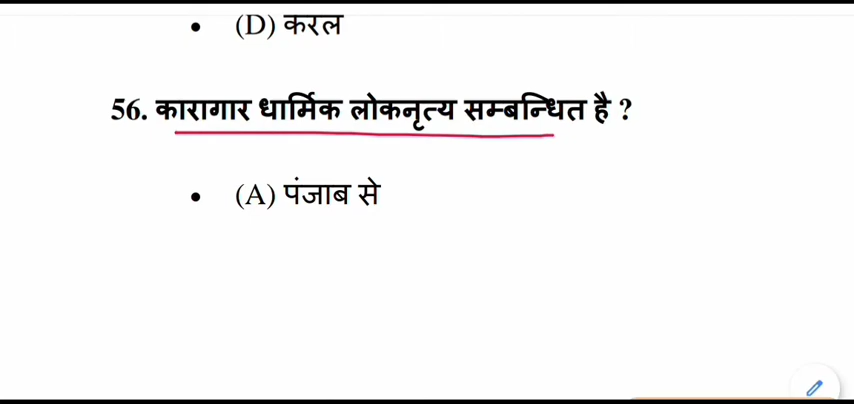 (D) करल
56. कारागार धार्मिक लोकनृत्य सम्बन्धित है ?
(A) पंजाब से